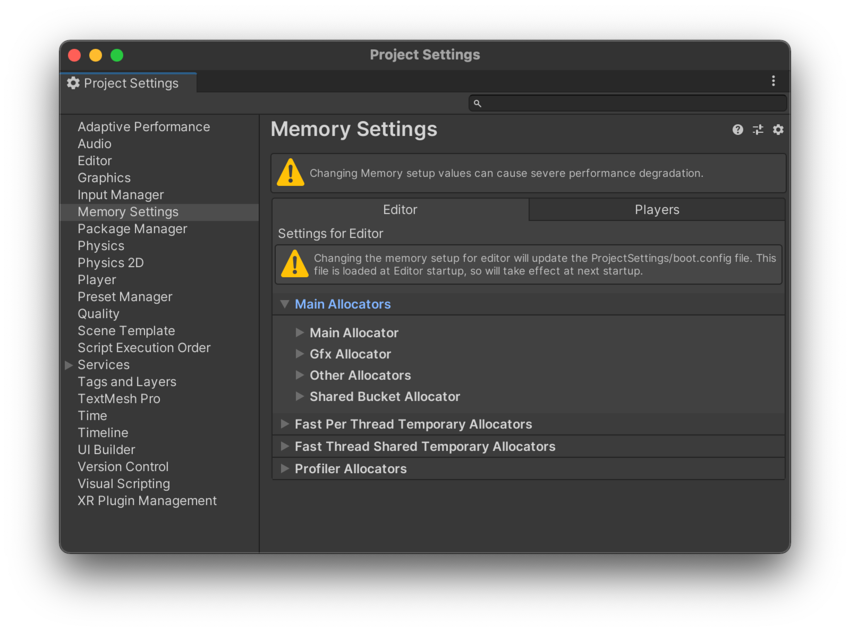 Project Settings
Project Settings
Adaptive Performance
Audio
Editor
Graphics
Input Manager
Memory Settings
Package Manager
Physics
Physics 2D
Player
Preset Manager
Quality
Scene Template
Script Execution Order
Services
Tags and Layers
TextMesh Pro
Time
Timeline
UI Builder
Version Control
Visual Scripting
XR Plugin Management
Memory Settings
Changing Memory setup values can cause severe performance degradation.
Editor
Players
Settings for Editor
Changing the memory setup for editor will update the ProjectSettings/boot.config file. This
file is loaded at Editor startup, so will take effect at next startup.
Main Allocators
Main Allocator
Gfx Allocator
Other Allocators
Shared Bucket Allocator
Fast Per Thread Temporary Allocators
Fast Thread Shared Temporary Allocators
Profiler Allocators